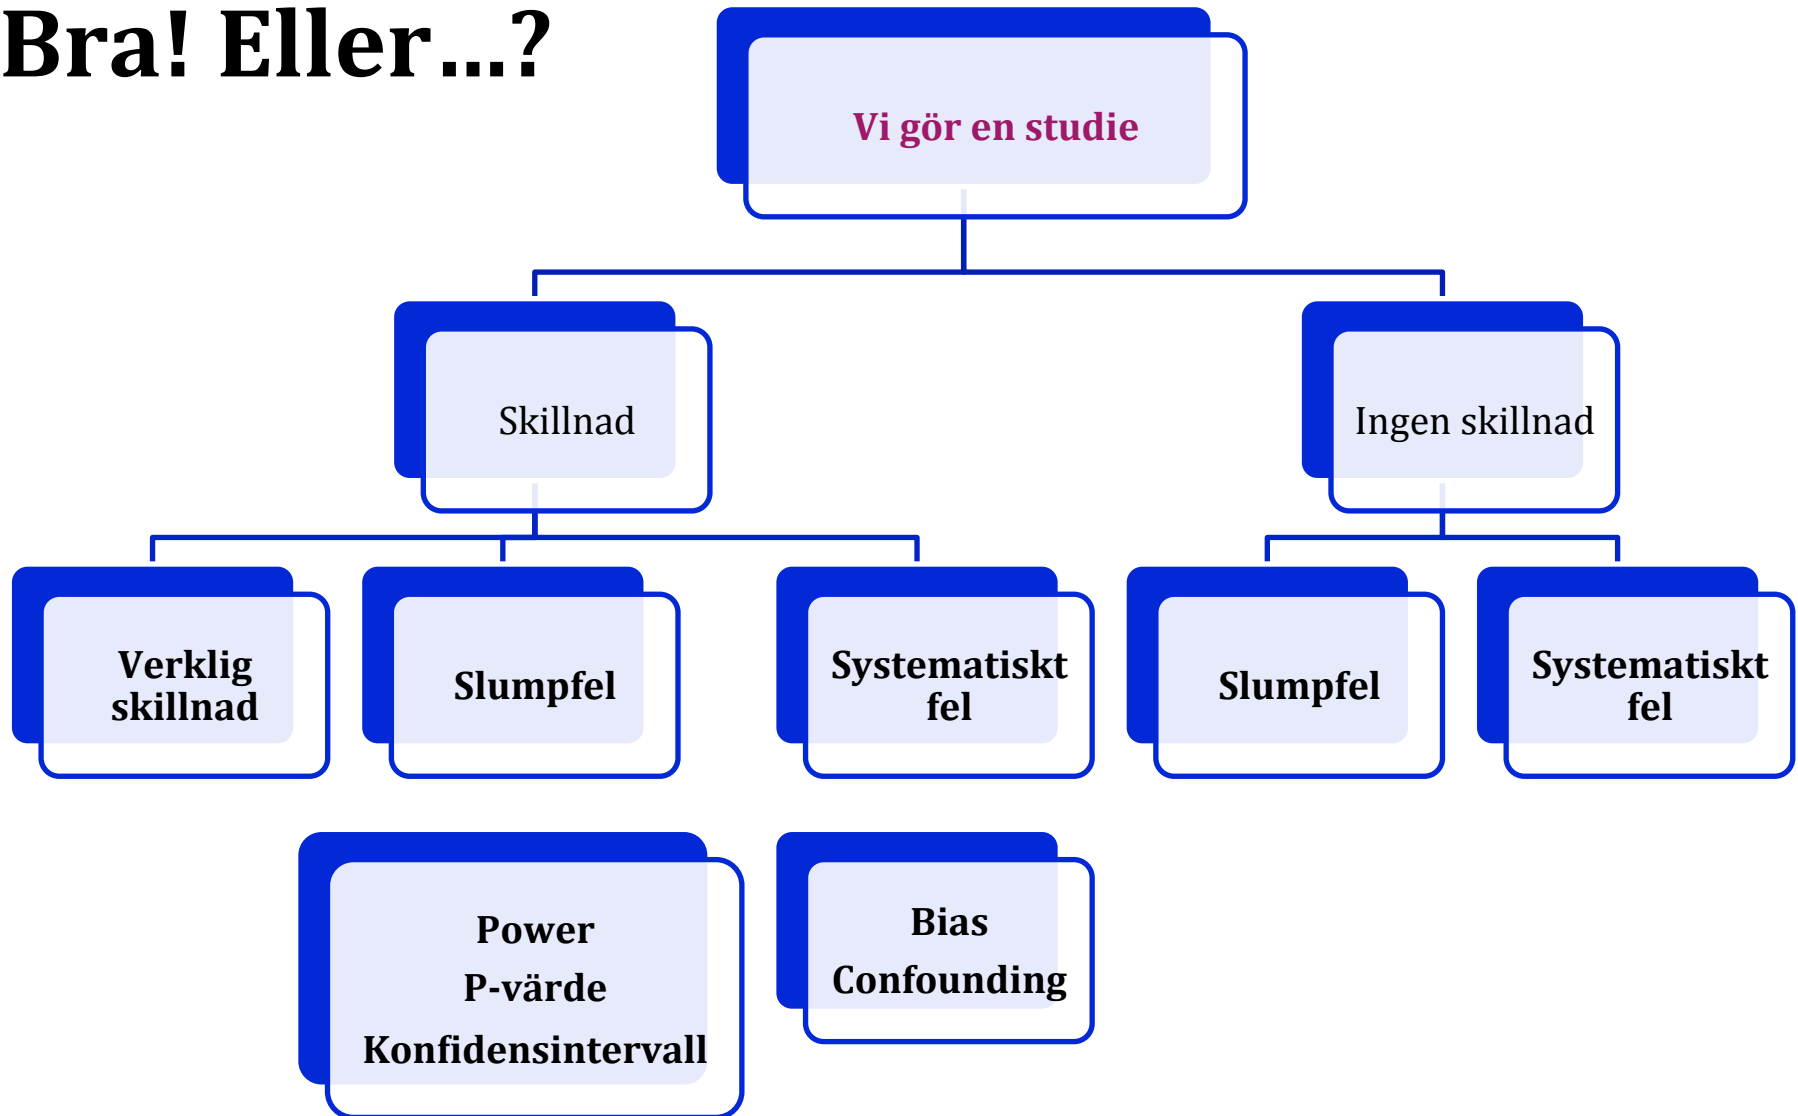 Bra! Eller...?
Vi gör en studie
Skillnad
Ingen skillnad
Verklig
skillnad
Slumpfel
Systematiskt
fel
Slumpfel
Systematiskt
fel
Power
P-värde
Konfidensintervall
Bias
Confounding